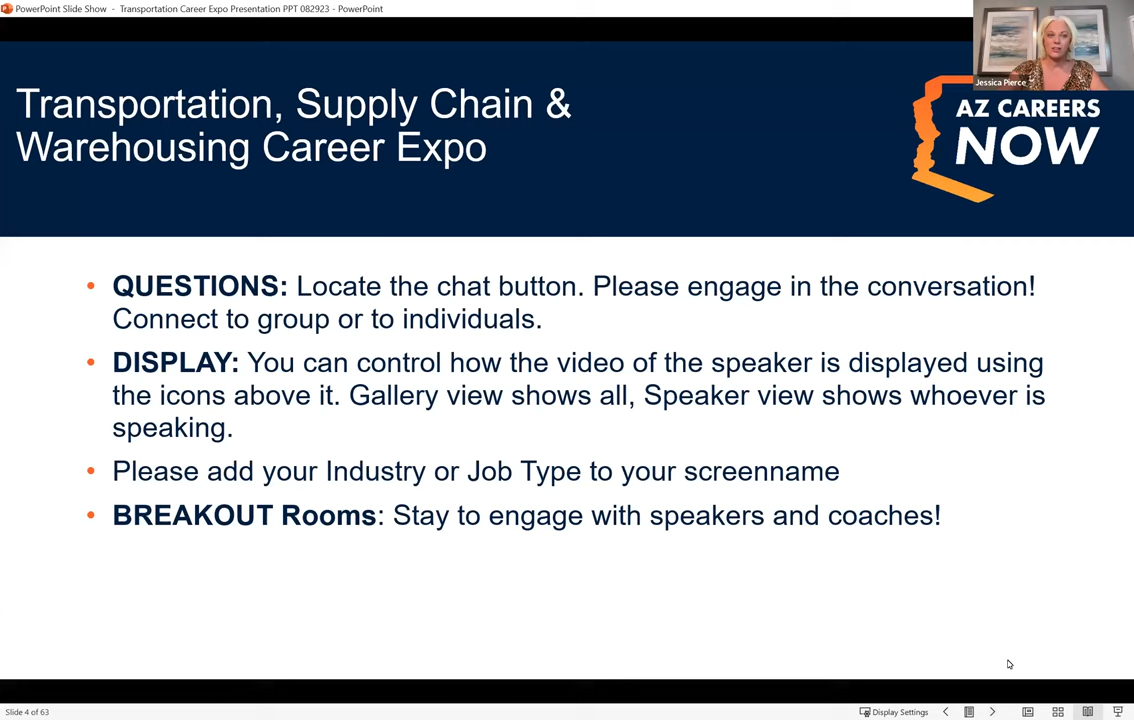 PowerPoint Slide Show - Transportation Career Expo Presentation PPT 082923 - PowerPoint
Jessica Pierce
Transportation, Supply Chain &
Warehousing Career Expo
AZ CAREERS
NOW
• QUESTIONS: Locate the chat button. Please engage in the conversation!
Connect to group or to individuals.
• DISPLAY: You can control how the video of the speaker is displayed using
the icons above it. Gallery view shows all, Speaker view shows whoever is
speaking.
• Please add your Industry or Job Type to your screenname
• BREAKOUT Rooms: Stay to engage with speakers and coaches!
Slide 4 of 63
Display Settings